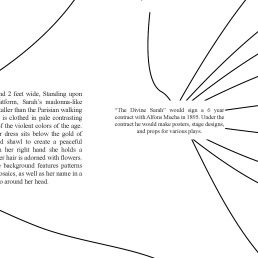 nd 2 feet wide, Standing upon
atform, Sarah's madonna-like
taller than the Parisian walking
is clothed in pale contrasting
f the violent colors of the age.
r dress sits below the gold of
d shawl to create a peaceful
n her right hand she holds a
er hair is adorned with flowers.
background features patterns
osaics, as well as her name in a
o around her head.
"The Divine Sarah" would sign a 6 year
contract with Alfons Mucha in 1895. Under the
contract he would make posters, stage designs,
and props for various plays.